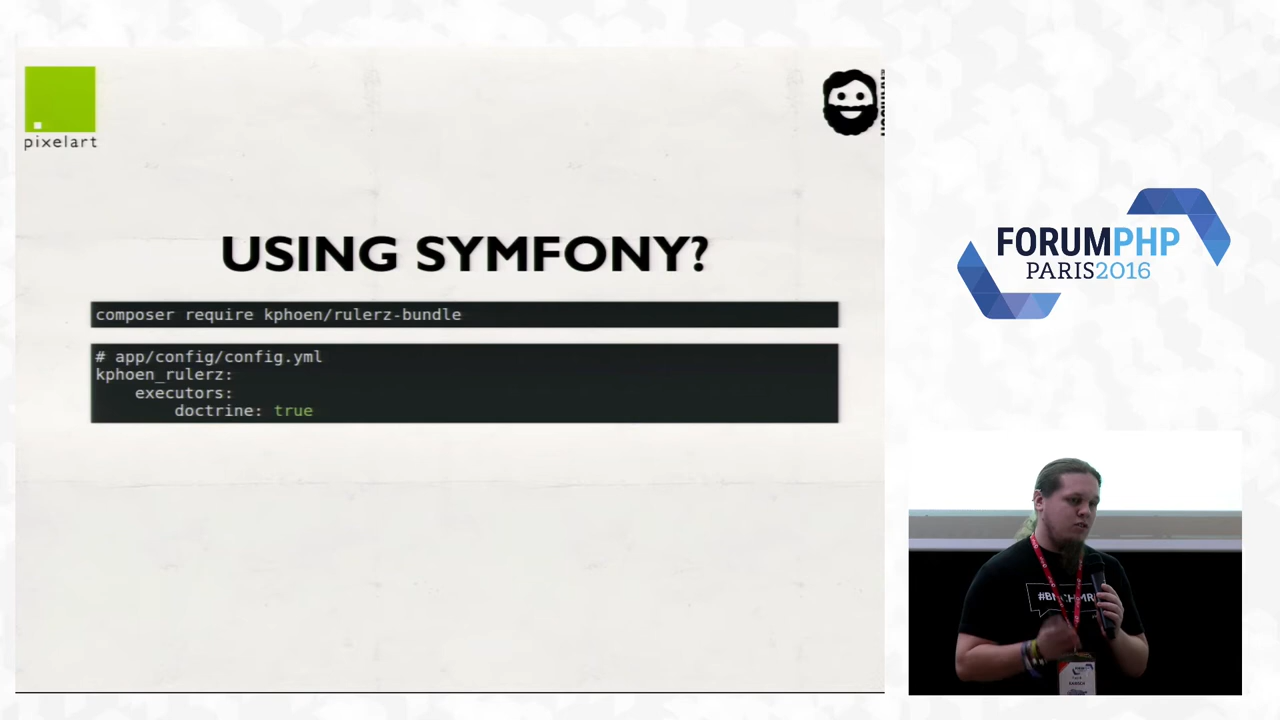 pixelart
USING SYMFONY?
composer require kphoen/rulerz-bundle
# app/config/config.yml
kphoen_rulerz:
executors:
doctrine: true
FORUMPHP
PARIS2016